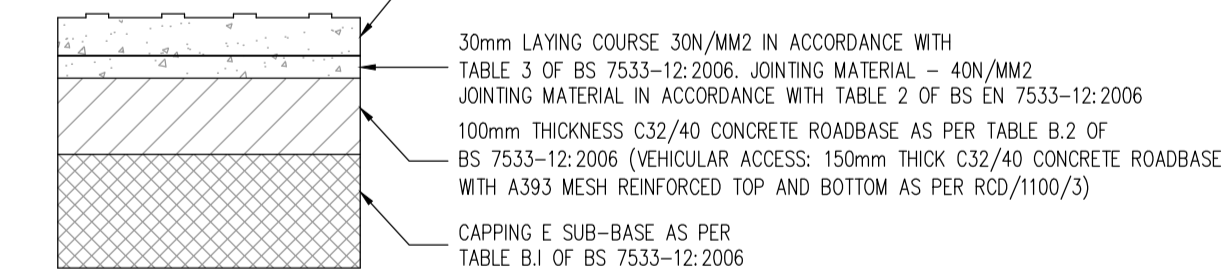 30mm LAYING COURSE 30N/MM2 IN ACCORDANCE WITH
TABLE 3 OF BS 7533-12:2006. JOINTING MATERIAL - 40N/MM2
JOINTING MATERIAL IN ACCORDANCE WITH TABLE 2 OF BS EN 7533-12:2006
100mm THICKNESS C32/40 CONCRETE ROADBASE AS PER TABLE B.2 OF
BS 7533-12:2006 (VEHICULAR ACCESS: 150mm THICK C32/40 CONCRETE ROADBASE
WITH A393 MESH REINFORCED TOP AND BOTTOM AS PER RCD/1100/3)
CAPPING E SUB-BASE AS PER
TABLE B.I OF BS 7533-12:2006